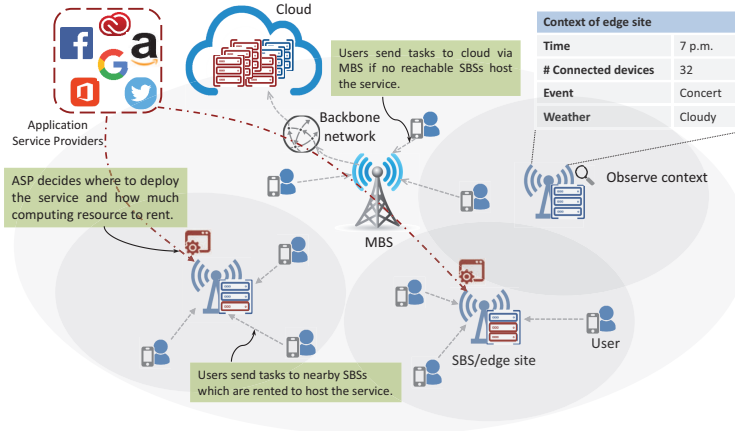 Cloud
Users send tasks to cloud via
MBS if no reachable SBSs host
the service.
Context of edge site
Time 7 p.m.
# Connected devices 32
Event Concert
Weather Cloudy
f
a
G
Application
Service Providers
Backbone
network
ASP decides where to deploy
the service and how much
computing resource to rent.
Observe context
MBS
Users send tasks to nearby SBSs
which are rented to host the service.
SBS/edge site
User